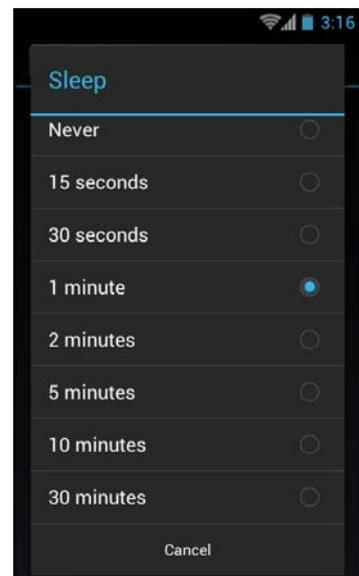 3:16
Sleep
Never
15 seconds
30 seconds
1 minute
2 minutes
5 minutes
10 minutes
30 minutes
Cancel